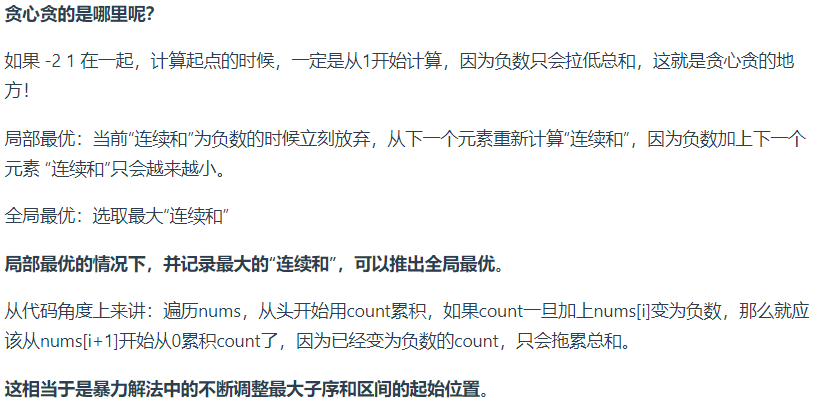 贪心贪的是哪里呢？
如果 -2 1 在一起，计算起点的时候，一定是从1开始计算，因为负数只会拉低总和，这就是贪心贪的地
方！
局部最优：当前“连续和”为负数的时候立刻放弃，从下一个元素重新计算“连续和”，因为负数加上下一个
元素 “连续和”只会越来越小。
全局最优：选取最大“连续和”
局部最优的情况下，并记录最大的“连续和”，可以推出全局最优。
从代码角度上来讲：遍历nums，从头开始用count累积，如果count一旦加上nums[i]变为负数，那么就应
该从nums[i+1]开始从0累积count了，因为已经变为负数的count，只会拖累总和。
这相当于是暴力解法中的不断调整最大子序和区间的起始位置。